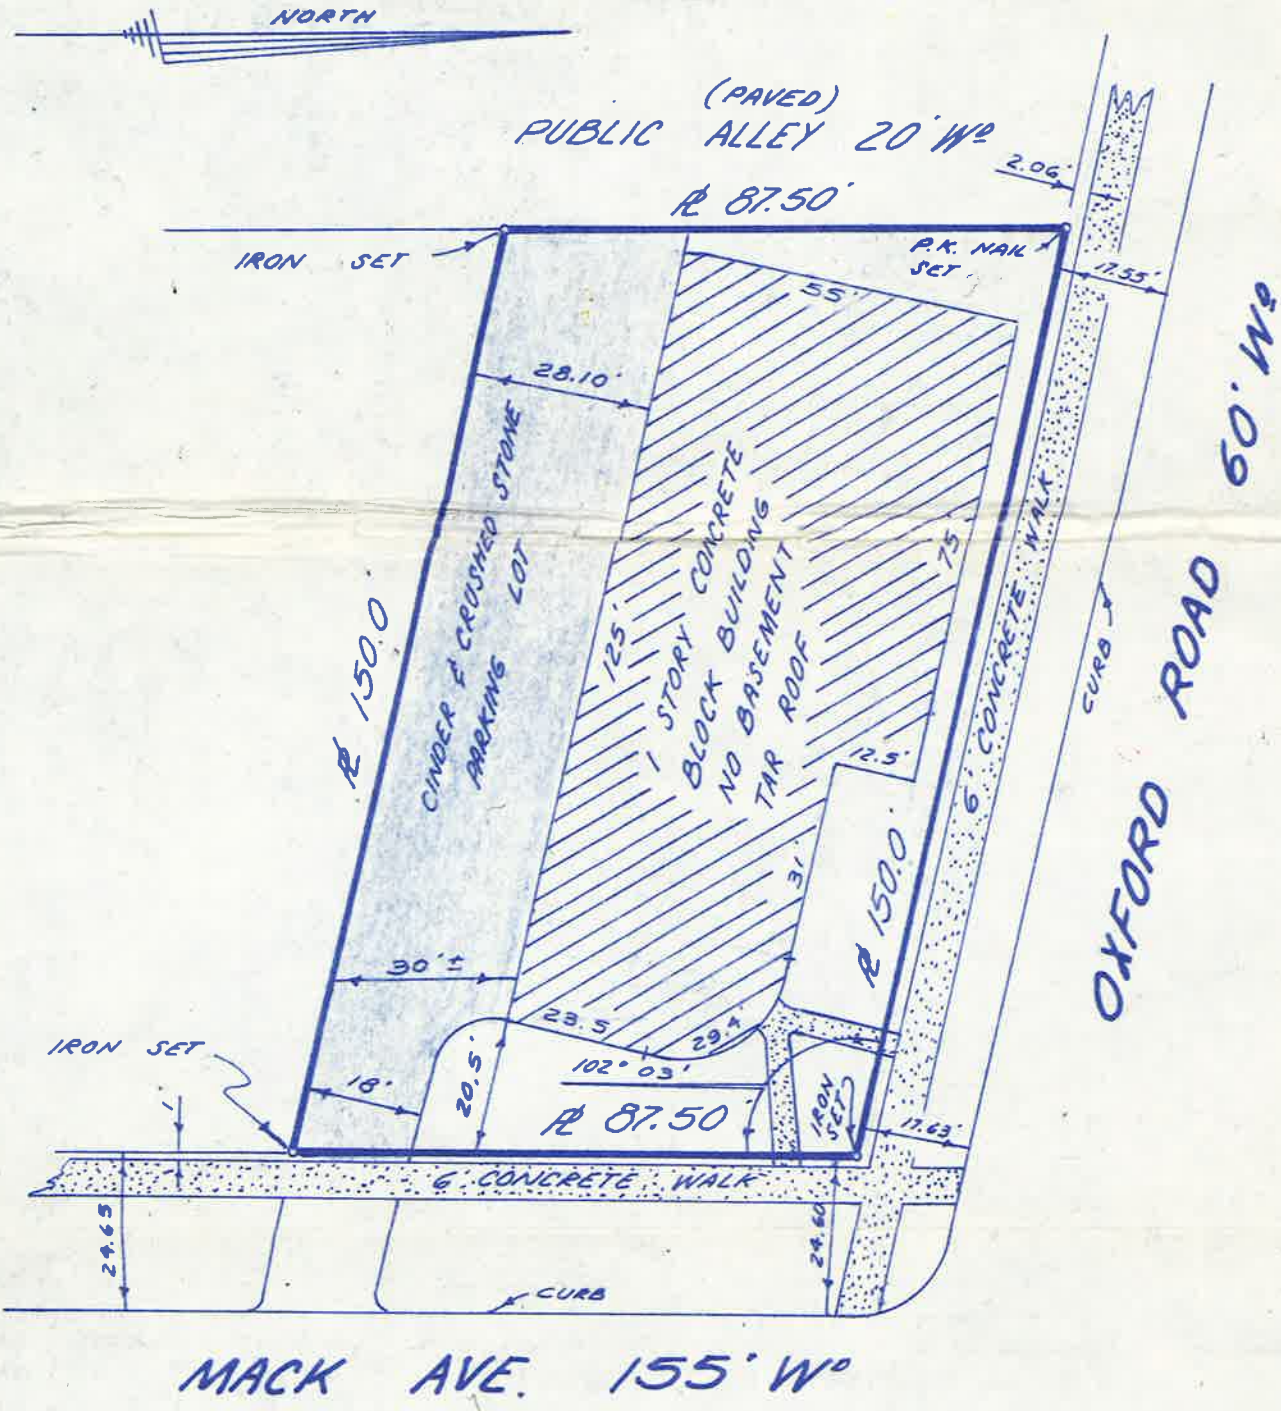 NORTH
(PAVED)
PUBLIC ALLEY 20' Wᴰ
2.06'
℄ 87.50'
IRON SET
P.K. NAIL
SET
17.55'
55'
28.10'
OXFORD ROAD 60' Wᴰ
CINDER & CRUSHED STONE
PARKING LOT
1 STORY CONCRETE
BLOCK BUILDING
NO BASEMENT
TAR ROOF
125'
75'
6' CONCRETE WALK
CURB
℄ 150.0
12.5'
31'
℄ 150.0'
30' ±
23.5
29.4'
IRON SET
18'
20.5'
102° 03'
℄ 87.50
IRON
SET
17.63'
1'
6' CONCRETE WALK
24.65
24.60
CURB
MACK AVE. 155' Wᴰ